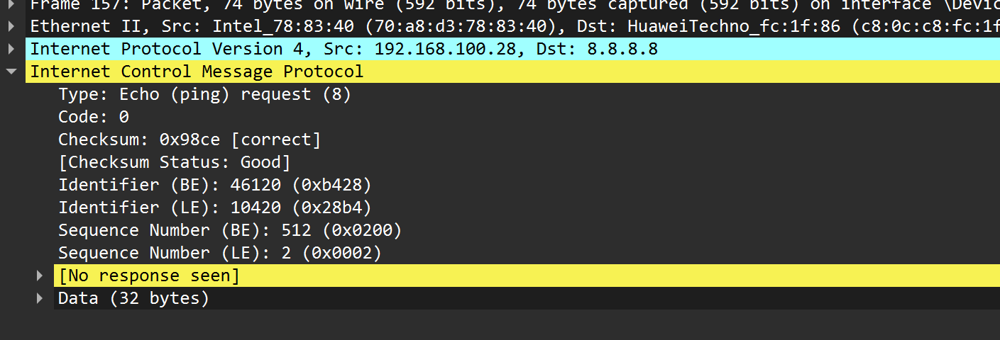 Frame 157: Packet, 74 bytes on wire (592 bits), 74 bytes captured (592 bits) on interface \Devic
Ethernet II, Src: Intel_78:83:40 (70:a8:d3:78:83:40), Dst: HuaweiTechno_fc:1f:86 (c8:0c:c8:fc:1f
Internet Protocol Version 4, Src: 192.168.100.28, Dst: 8.8.8.8
Internet Control Message Protocol
Type: Echo (ping) request (8)
Code: 0
Checksum: 0x98ce [correct]
[Checksum Status: Good]
Identifier (BE): 46120 (0xb428)
Identifier (LE): 10420 (0x28b4)
Sequence Number (BE): 512 (0x0200)
Sequence Number (LE): 2 (0x0002)
[No response seen]
Data (32 bytes)